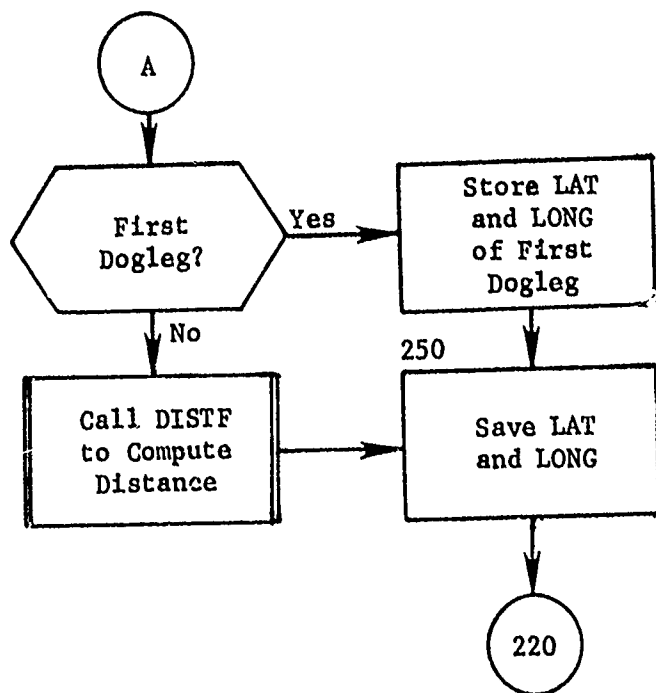 A
First
Dogleg?
Yes
Store LAT
and LONG
of First
Dogleg
No
250
Call DISTF
to Compute
Distance
Save LAT
and LONG
220